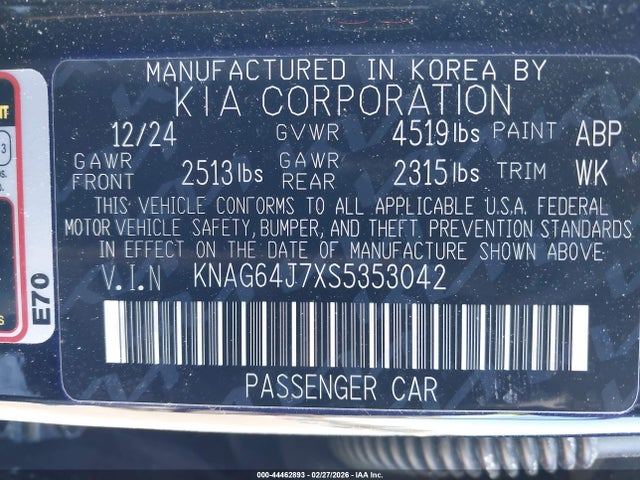 MANUFACTURED IN KOREA BY
KIA CORPORATION
12/24 GVWR 4519 lbs PAINT ABP
GAWR FRONT 2513 lbs GAWR REAR 2315 lbs TRIM WK
THIS VEHICLE CONFORMS TO ALL APPLICABLE U.S.A. FEDERAL
MOTOR VEHICLE SAFETY, BUMPER, AND THEFT PREVENTION STANDARDS
IN EFFECT ON THE DATE OF MANUFACTURE SHOWN ABOVE.
V.I.N KNAG64J7XS5353042
PASSENGER CAR
E70
000-44462893 - 02/27/2026 - IAA Inc.